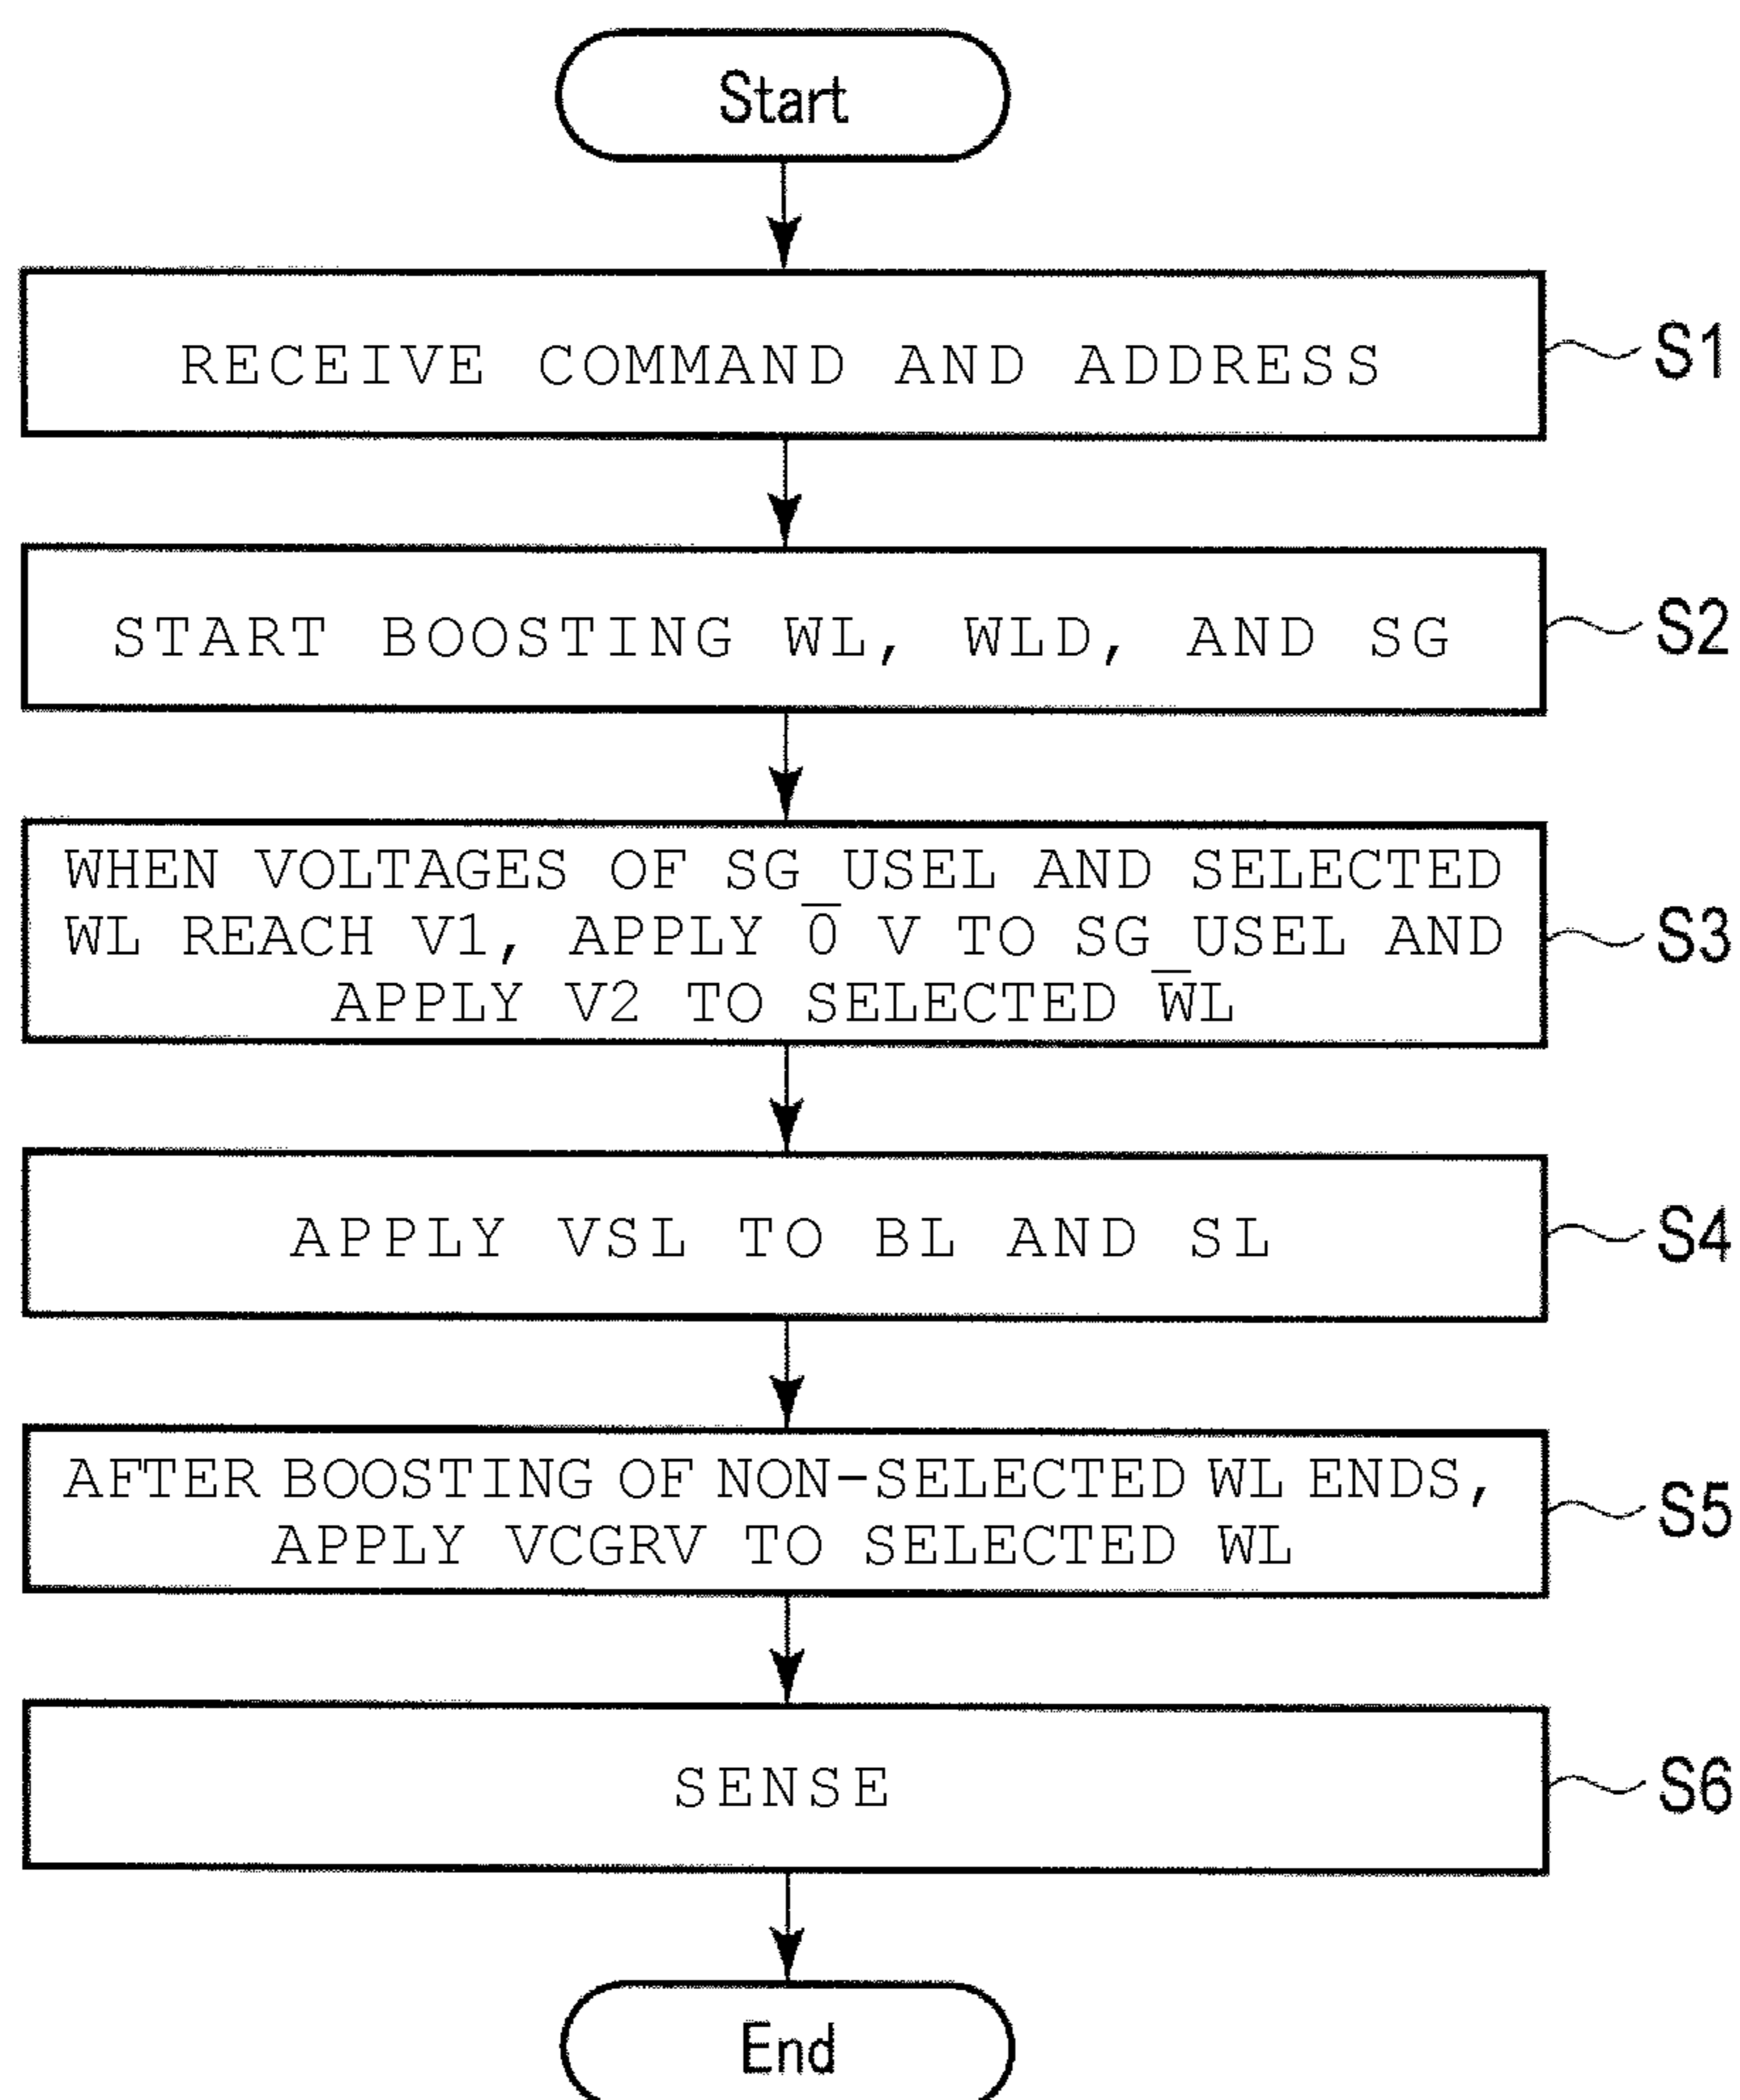 Start
RECEIVE COMMAND AND ADDRESS
S1
START BOOSTING WL, WLD, AND SG
S2
WHEN VOLTAGES OF SG_USEL AND SELECTED
WL REACH V1, APPLY 0 V TO SG_USEL AND
APPLY V2 TO SELECTED WL
S3
APPLY VSL TO BL AND SL
S4
AFTER BOOSTING OF NON-SELECTED WL ENDS,
APPLY VCGRV TO SELECTED WL
S5
SENSE
S6
End